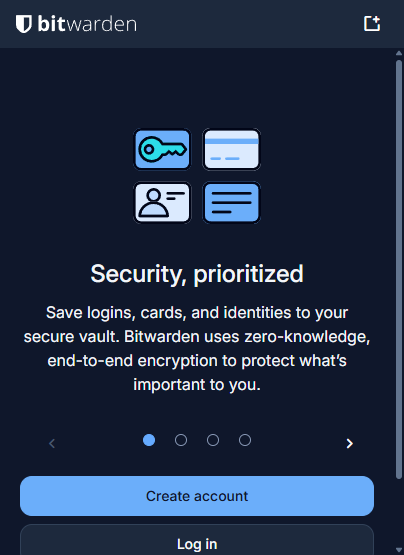 bitwarden
Security, prioritized
Save logins, cards, and identities to your
secure vault. Bitwarden uses zero-knowledge,
end-to-end encryption to protect what’s
important to you.
Create account
Log in